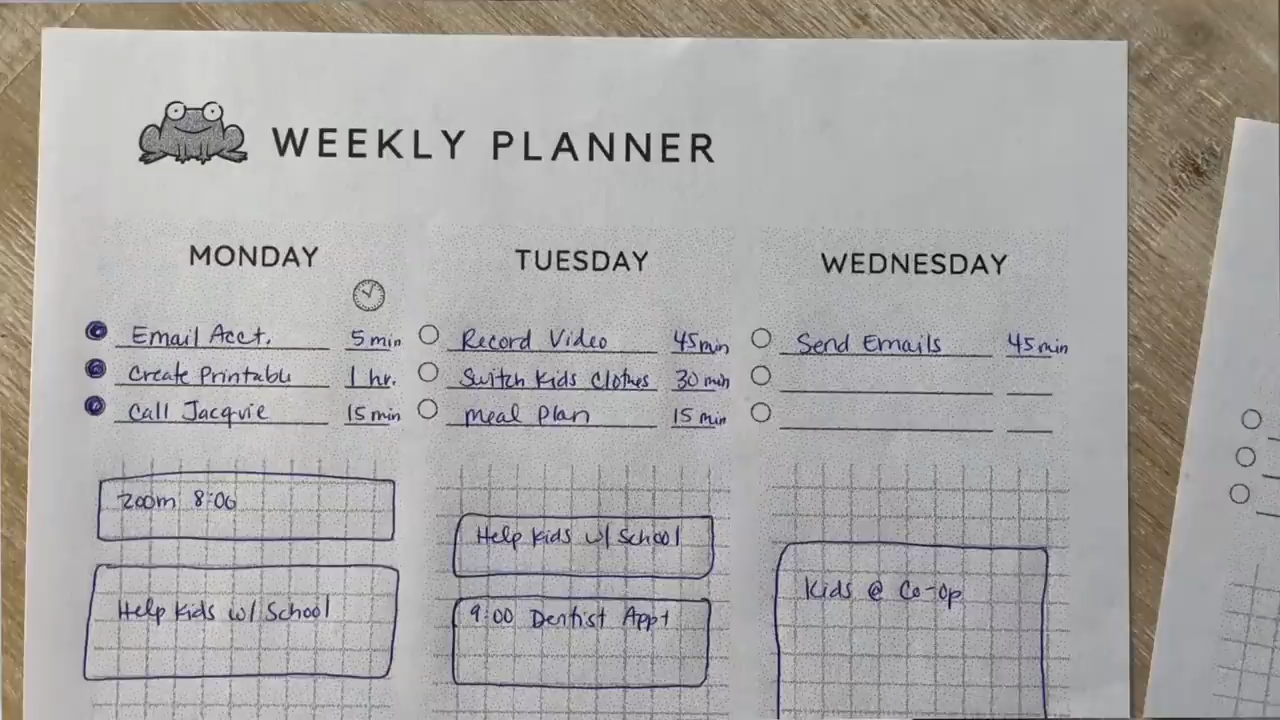 WEEKLY PLANNER
MONDAY
Email Acct. 5 min
Create Printable 1 hr.
Call Jacquie 15 min
Zoom 8:00
Help Kids w/ School
TUESDAY
Record Video 45 min
Switch Kids Clothes 30 min
Meal Plan 15 min
Help Kids w/ School
9:00 Dentist Appt
WEDNESDAY
Send Emails 45 min
Kids @ Co-Op